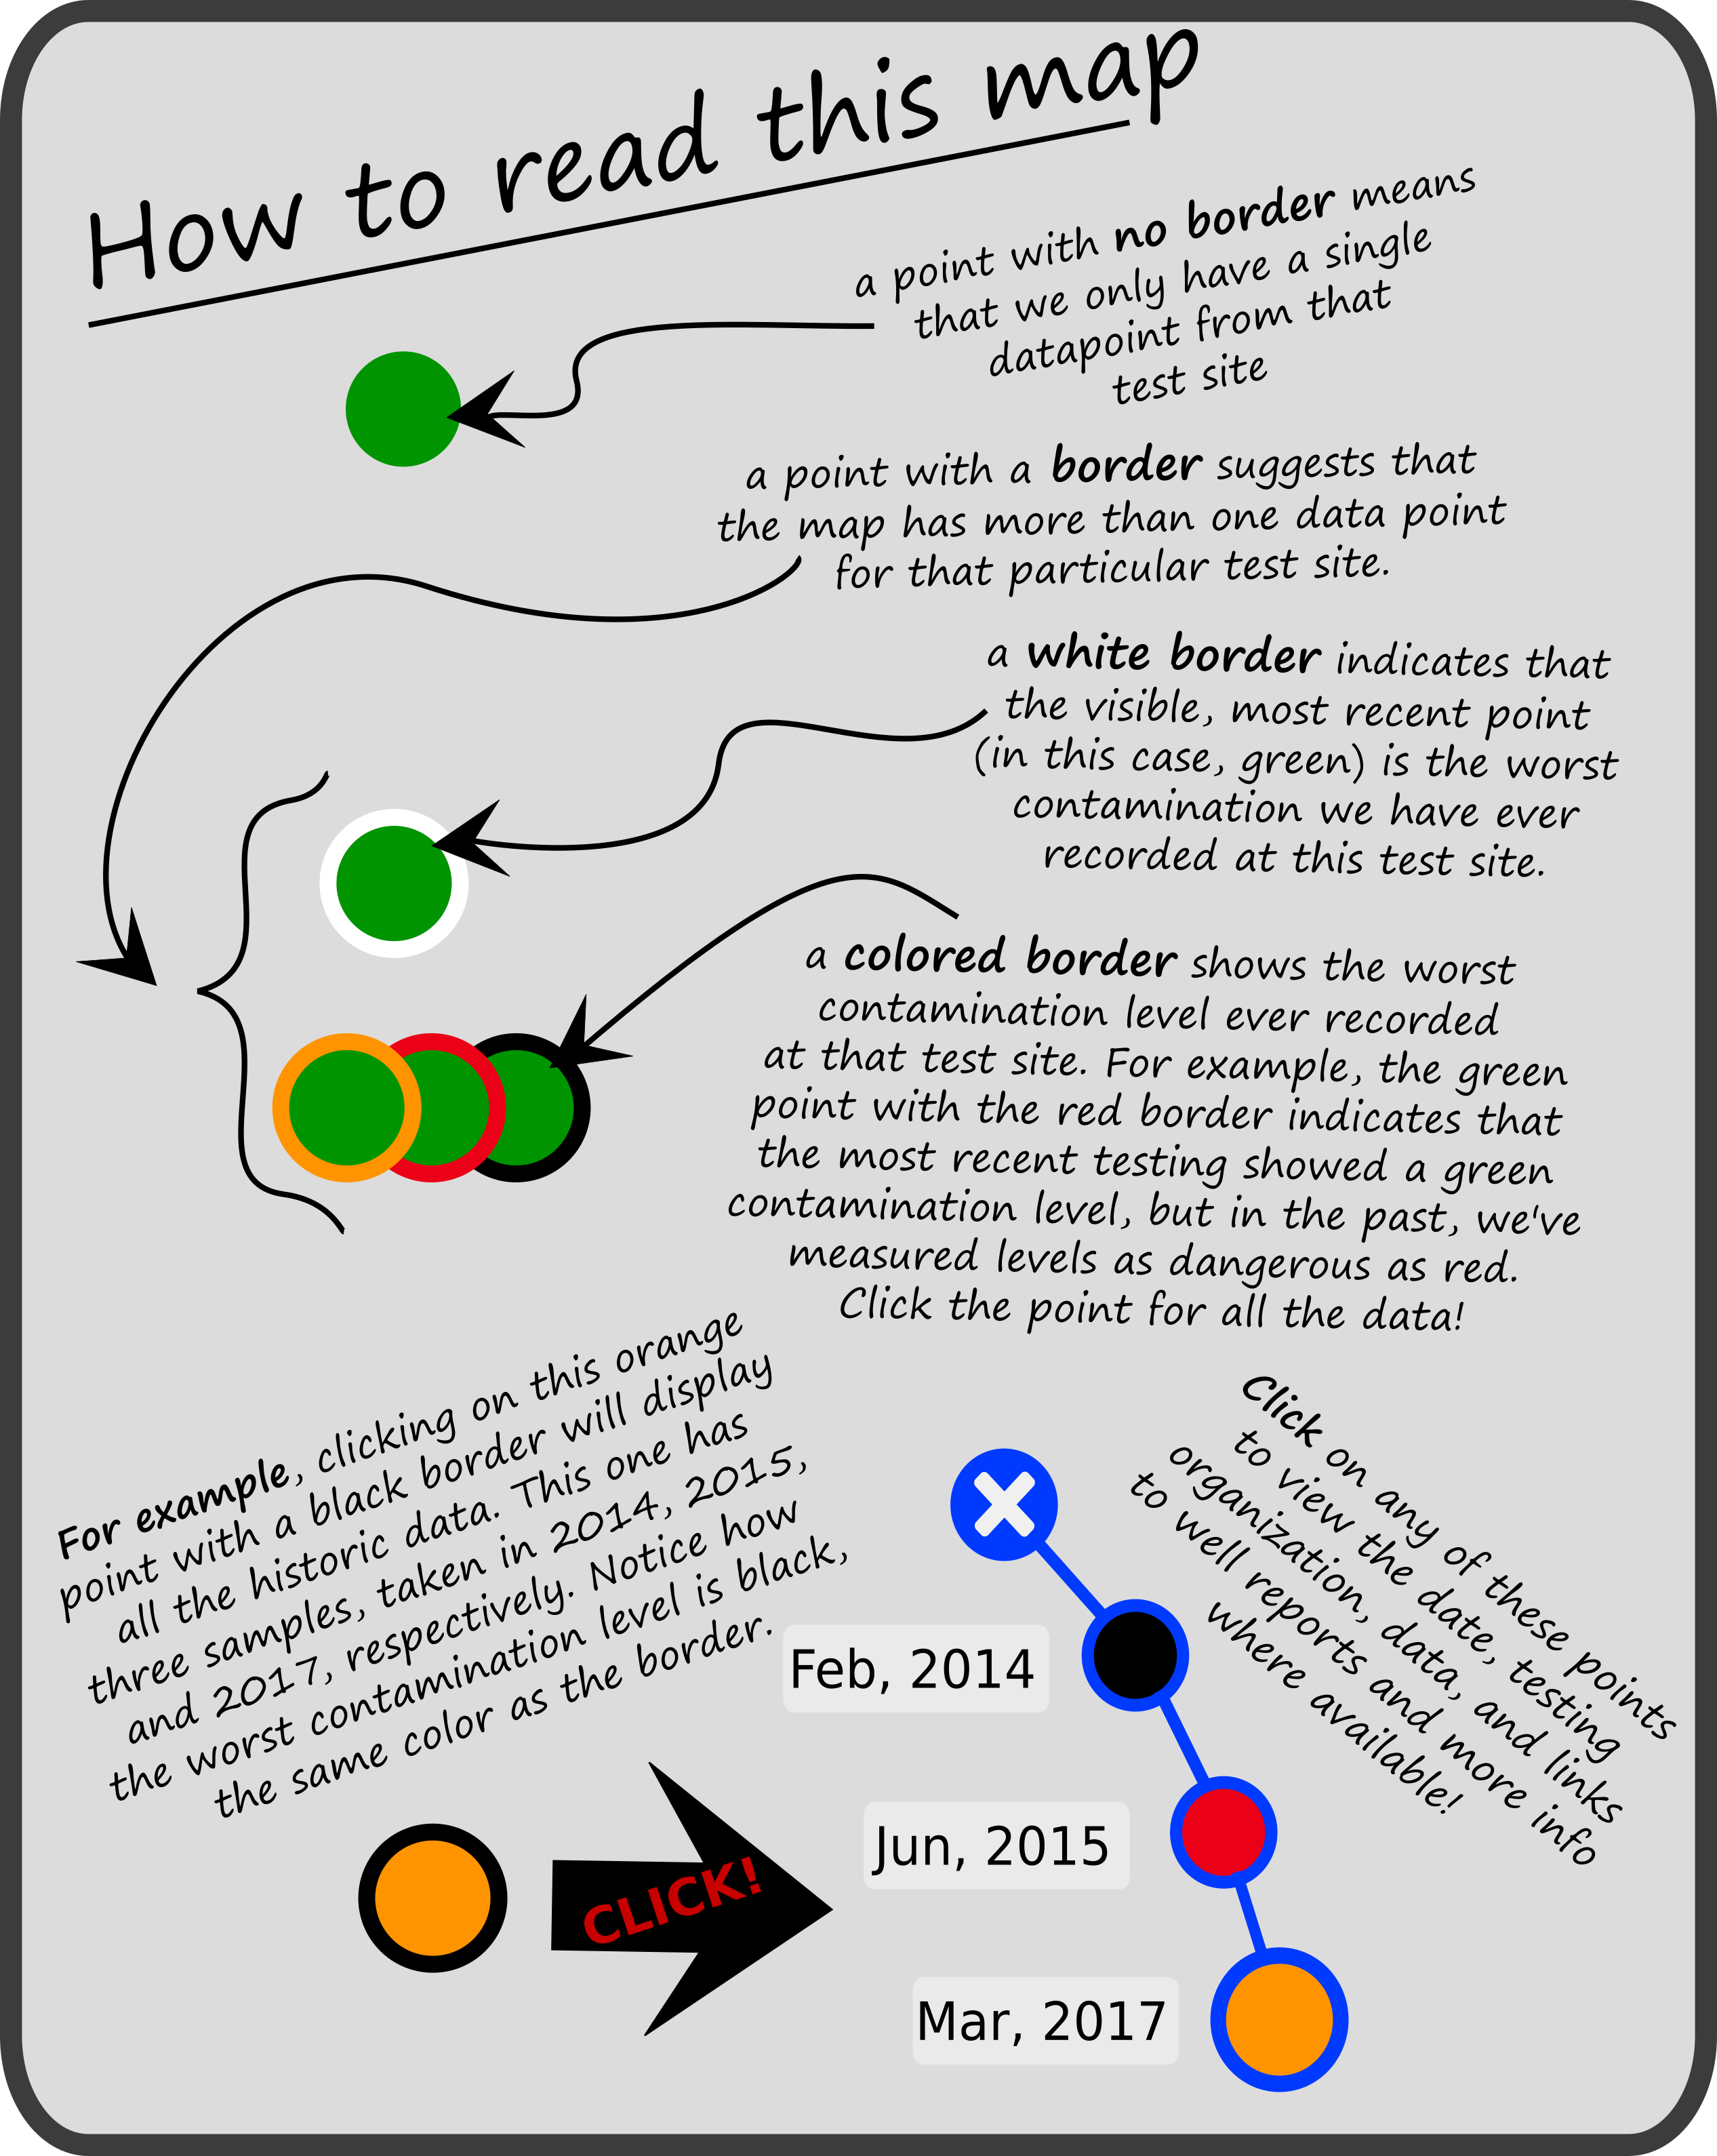 How to read this map
a point with no border means
that we only have a single
datapoint from that
test site
a point with a border suggests that
the map has more than one data point
for that particular test site.
a white border indicates that
the visible, most recent point
(in this case, green) is the worst
contamination we have ever
recorded at this test site.
a colored border shows the worst
contamination level ever recorded
at that test site. For example, the green
point with the red border indicates that
the most recent testing showed a green
contamination level, but in the past, we've
measured levels as dangerous as red.
Click the point for all the data!
For example, clicking on this orange
point with a black border will display
all the historic data. This one has
three samples, taken in 2014, 2015,
and 2017, respectively. Notice how
the worst contamination level is black,
the same color as the border.
Click on any of these points
to view the date, testing
organization, data, and links
to well reports and more info
where available!
Feb, 2014
Jun, 2015
CLICK!
Mar, 2017